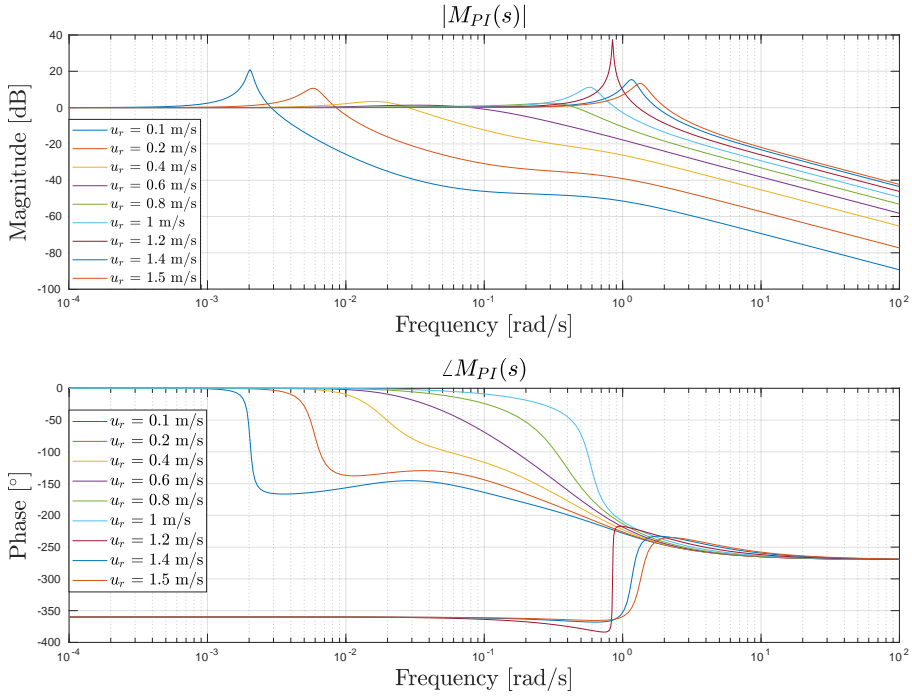 |M_{PI}(s)|
Magnitude [dB]
40
20
0
-20
-40
-60
-80
-100
u_r = 0.1 m/s
u_r = 0.2 m/s
u_r = 0.4 m/s
u_r = 0.6 m/s
u_r = 0.8 m/s
u_r = 1 m/s
u_r = 1.2 m/s
u_r = 1.4 m/s
u_r = 1.5 m/s
10^{-4} 10^{-3} 10^{-2} 10^{-1} 10^{0} 10^{1} 10^{2}
Frequency [rad/s]
∠M_{PI}(s)
Phase [°]
0
-50
-100
-150
-200
-250
-300
-350
-400
u_r = 0.1 m/s
u_r = 0.2 m/s
u_r = 0.4 m/s
u_r = 0.6 m/s
u_r = 0.8 m/s
u_r = 1 m/s
u_r = 1.2 m/s
u_r = 1.4 m/s
u_r = 1.5 m/s
10^{-4} 10^{-3} 10^{-2} 10^{-1} 10^{0} 10^{1} 10^{2}
Frequency [rad/s]